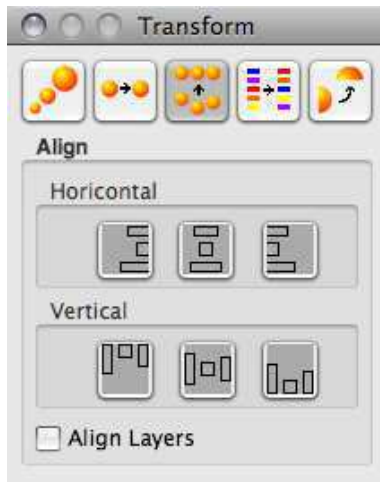 Transform
Align
Horicontal
Vertical
Align Layers